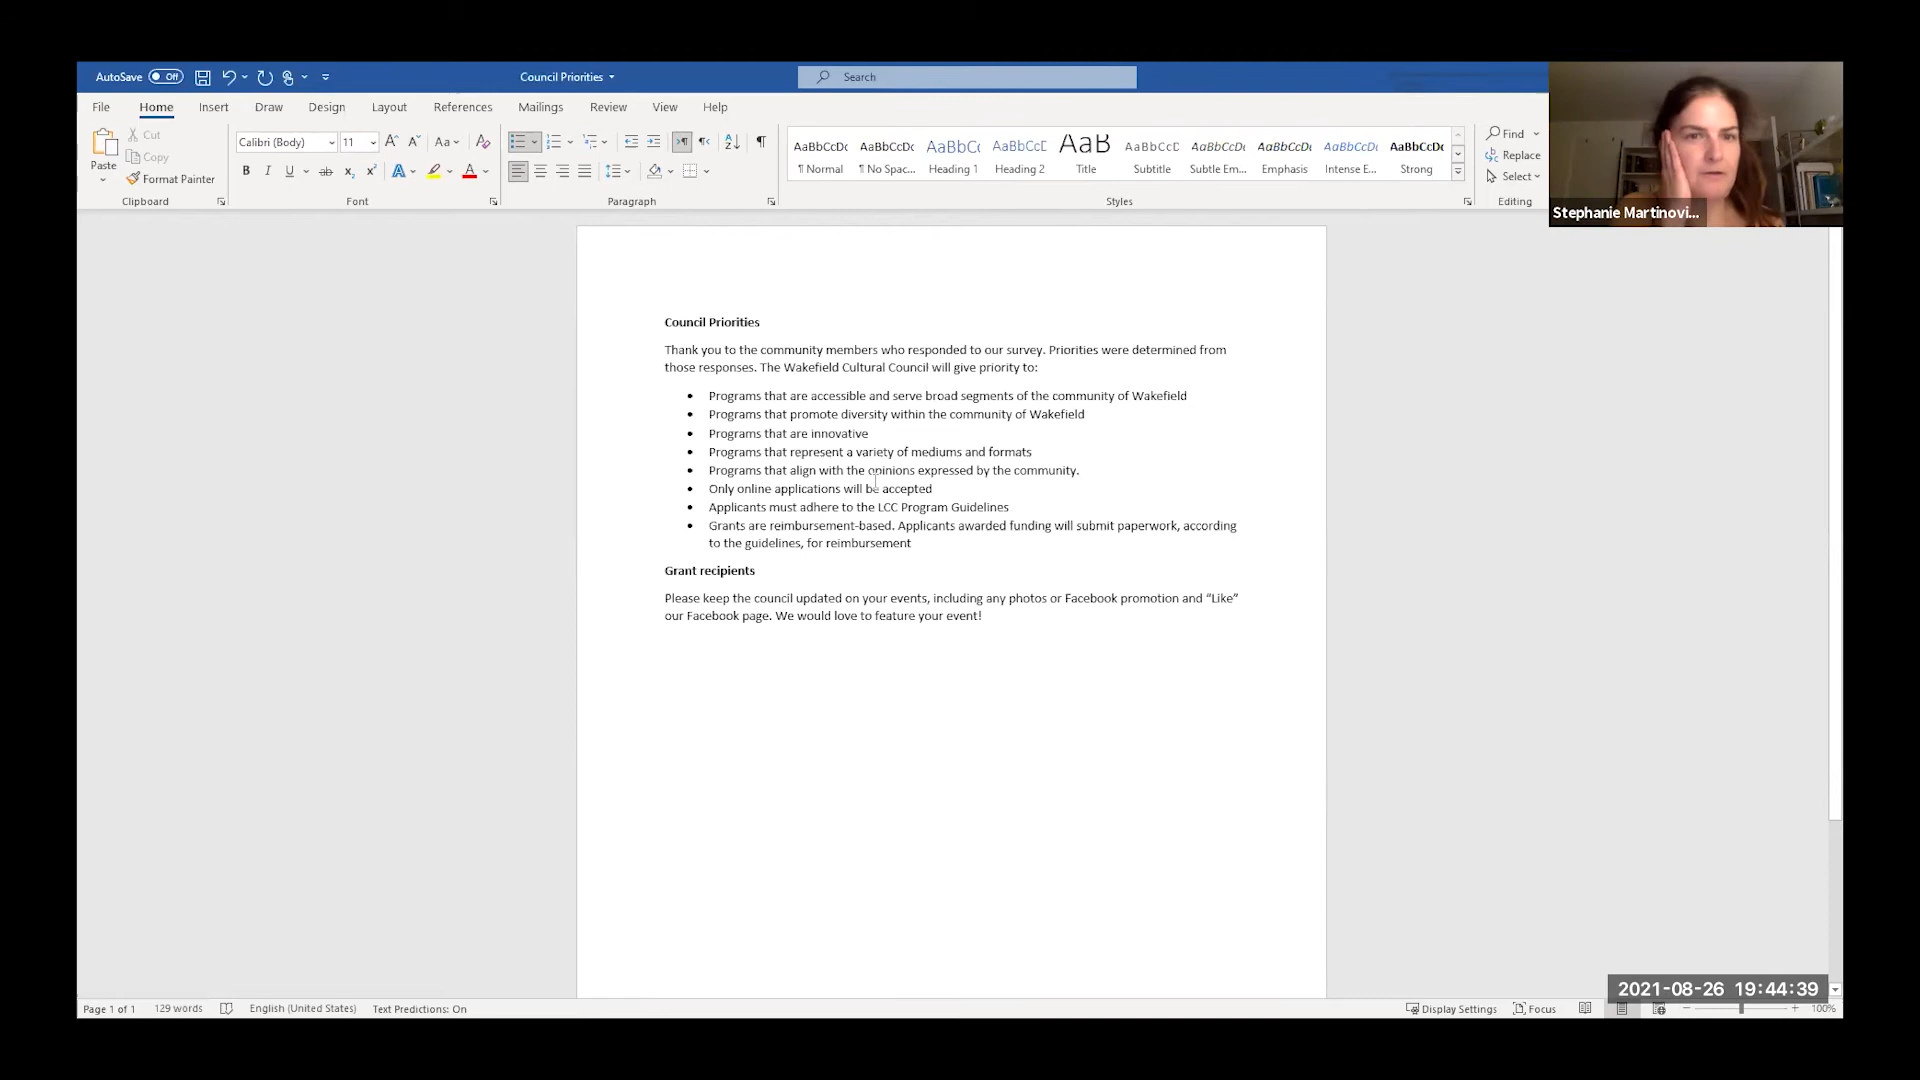 AutoSave Off
Council Priorities
Search
File Home Insert Draw Design Layout References Mailings Review View Help
Paste
Cut
Copy
Format Painter
Clipboard
Calibri (Body) 11
Font
Paragraph
AaBbCcDc AaBbCcDc AaBbCc AaBbCcC AaB AaBbCcC AaBbCcDc AaBbCcDc AaBbCcDc AaBbCcDc
¶ Normal ¶ No Spac... Heading 1 Heading 2 Title Subtitle Subtle Em... Emphasis Intense E... Strong
Styles
Find
Replace
Select
Editing
Stephanie Martinovi...
Council Priorities
Thank you to the community members who responded to our survey. Priorities were determined from
those responses. The Wakefield Cultural Council will give priority to:
• Programs that are accessible and serve broad segments of the community of Wakefield
• Programs that promote diversity within the community of Wakefield
• Programs that are innovative
• Programs that represent a variety of mediums and formats
• Programs that align with the opinions expressed by the community.
• Only online applications will be accepted
• Applicants must adhere to the LCC Program Guidelines
• Grants are reimbursement-based. Applicants awarded funding will submit paperwork, according
to the guidelines, for reimbursement
Grant recipients
Please keep the council updated on your events, including any photos or Facebook promotion and “Like”
our Facebook page. We would love to feature your event!
2021-08-26 19:44:39
Page 1 of 1 129 words English (United States) Text Predictions: On
Display Settings Focus 100%